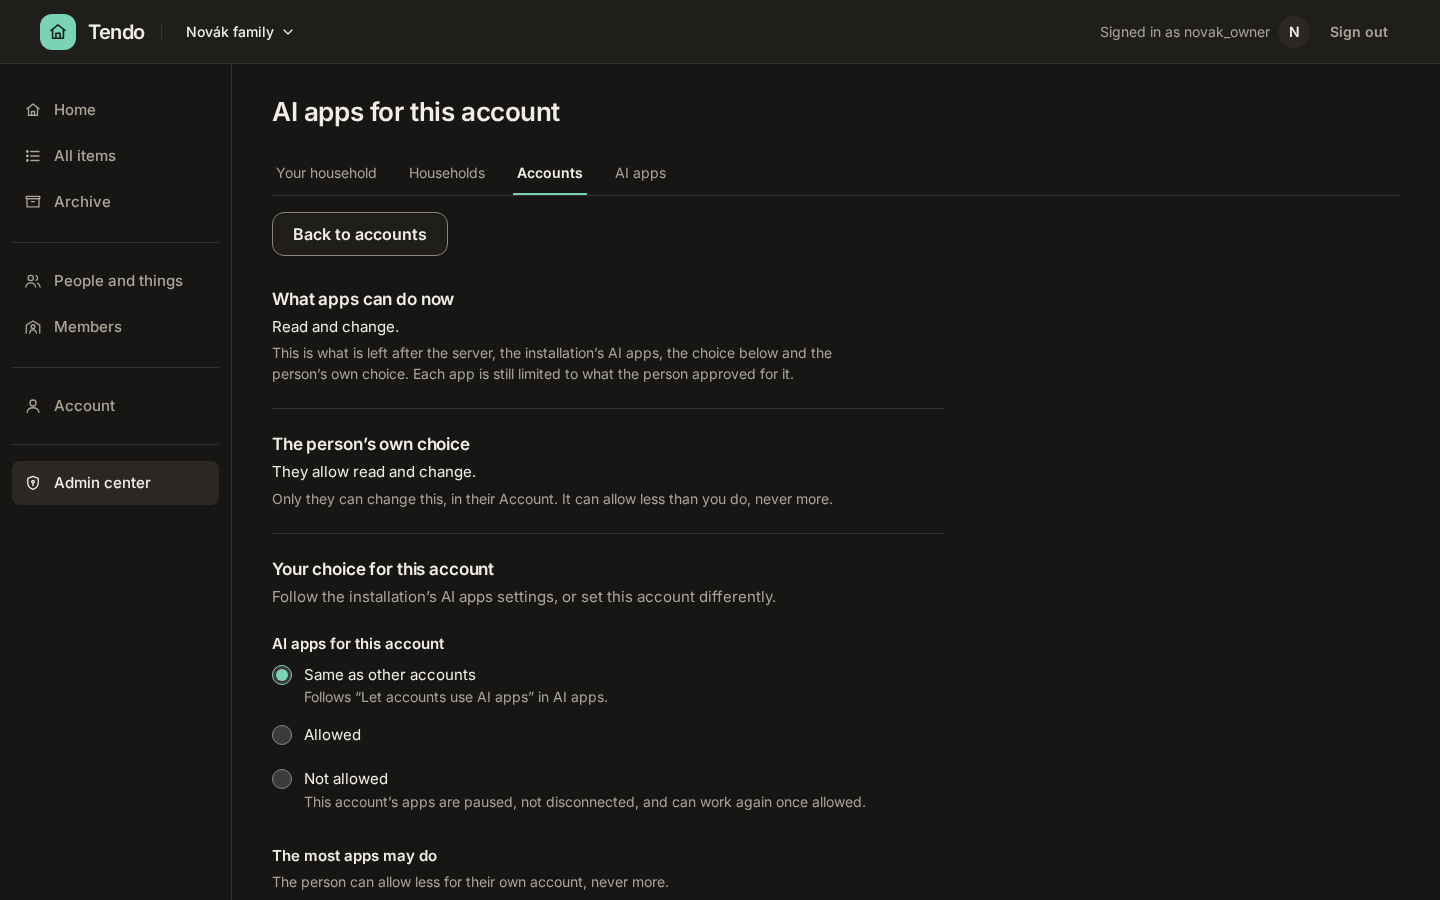 Tendo
Novák family
Signed in as novak_owner
N
Sign out
Home
All items
Archive
People and things
Members
Account
Admin center
AI apps for this account
Your household
Households
Accounts
AI apps
Back to accounts
What apps can do now
Read and change.
This is what is left after the server, the installation’s AI apps, the choice below and the
person’s own choice. Each app is still limited to what the person approved for it.
The person’s own choice
They allow read and change.
Only they can change this, in their Account. It can allow less than you do, never more.
Your choice for this account
Follow the installation’s AI apps settings, or set this account differently.
AI apps for this account
Same as other accounts
Follows “Let accounts use AI apps” in AI apps.
Allowed
Not allowed
This account’s apps are paused, not disconnected, and can work again once allowed.
The most apps may do
The person can allow less for their own account, never more.